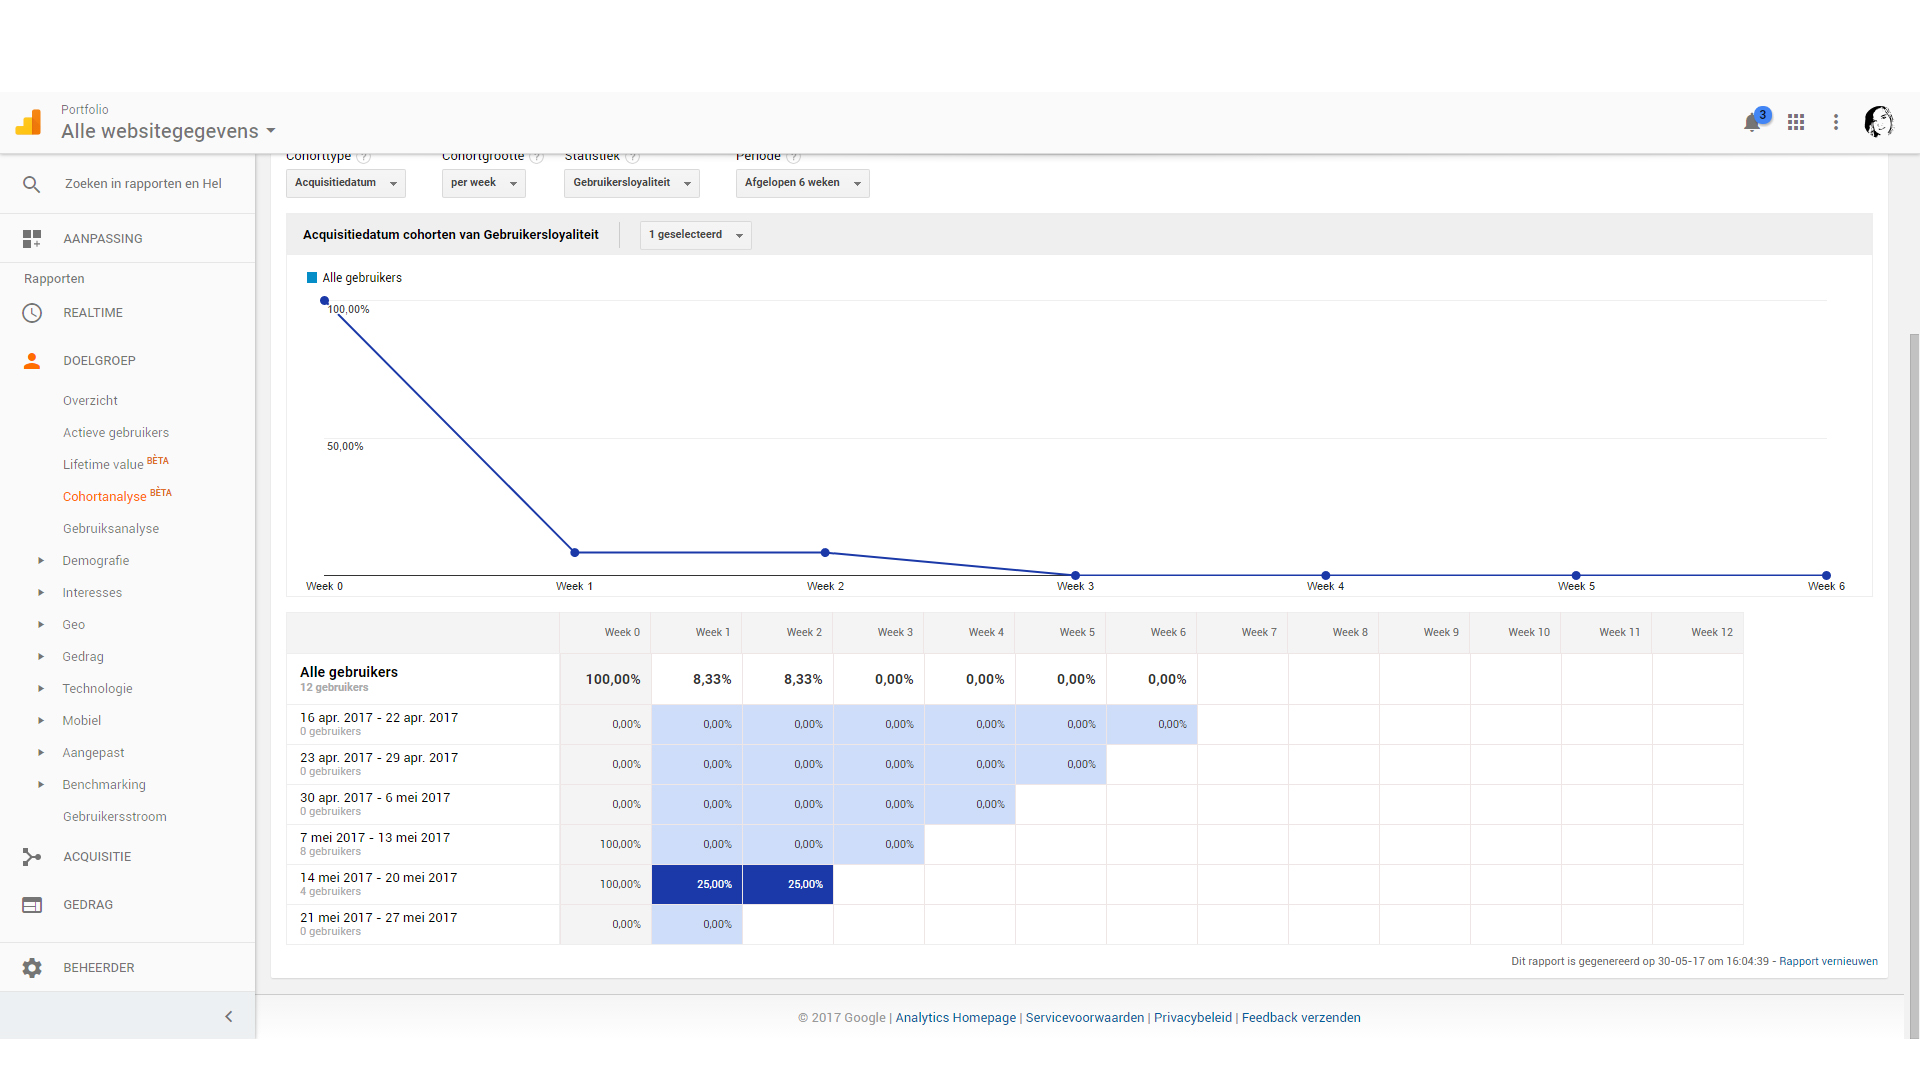 Portfolio
Alle websitegegevens
3
Cohorttype ?
Cohortgrootte ?
Statistiek ?
Periode ?
Zoeken in rapporten en Hel
Acquisitiedatum
per week
Gebruikersloyaliteit
Afgelopen 6 weken
AANPASSING
Rapporten
REALTIME
DOELGROEP
Overzicht
Actieve gebruikers
Lifetime value BÈTA
Cohortanalyse BÈTA
Gebruiksanalyse
Demografie
Interesses
Geo
Gedrag
Technologie
Mobiel
Aangepast
Benchmarking
Gebruikersstroom
ACQUISITIE
GEDRAG
BEHEERDER
Acquisitiedatum cohorten van Gebruikersloyaliteit
1 geselecteerd
Alle gebruikers
100,00%
50,00%
Week 0 Week 1 Week 2 Week 3 Week 4 Week 5 Week 6
Week 0 Week 1 Week 2 Week 3 Week 4 Week 5 Week 6 Week 7 Week 8 Week 9 Week 10 Week 11 Week 12
Alle gebruikers
12 gebruikers
100,00% 8,33% 8,33% 0,00% 0,00% 0,00% 0,00%
16 apr. 2017 - 22 apr. 2017
0 gebruikers
0,00% 0,00% 0,00% 0,00% 0,00% 0,00% 0,00%
23 apr. 2017 - 29 apr. 2017
0 gebruikers
0,00% 0,00% 0,00% 0,00% 0,00% 0,00%
30 apr. 2017 - 6 mei 2017
0 gebruikers
0,00% 0,00% 0,00% 0,00% 0,00%
7 mei 2017 - 13 mei 2017
8 gebruikers
100,00% 0,00% 0,00% 0,00%
14 mei 2017 - 20 mei 2017
4 gebruikers
100,00% 25,00% 25,00%
21 mei 2017 - 27 mei 2017
0 gebruikers
0,00% 0,00%
Dit rapport is gegenereerd op 30-05-17 om 16:04:39 - Rapport vernieuwen
© 2017 Google | Analytics Homepage | Servicevoorwaarden | Privacybeleid | Feedback verzenden